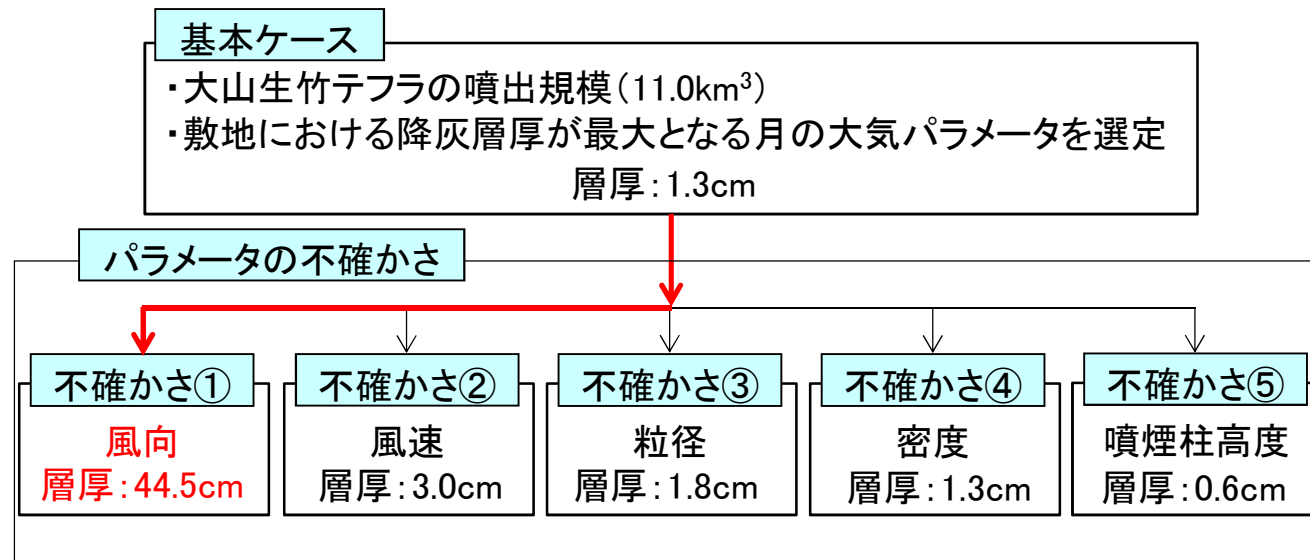 基本ケース
・大山生竹テフラの噴出規模(11.0km³)
・敷地における降灰層厚が最大となる月の大気パラメータを選定
層厚:1.3cm
パラメータの不確かさ
不確かさ①
風向
層厚:44.5cm
不確かさ②
風速
層厚:3.0cm
不確かさ③
粒径
層厚:1.8cm
不確かさ④
密度
層厚:1.3cm
不確かさ⑤
噴煙柱高度
層厚:0.6cm